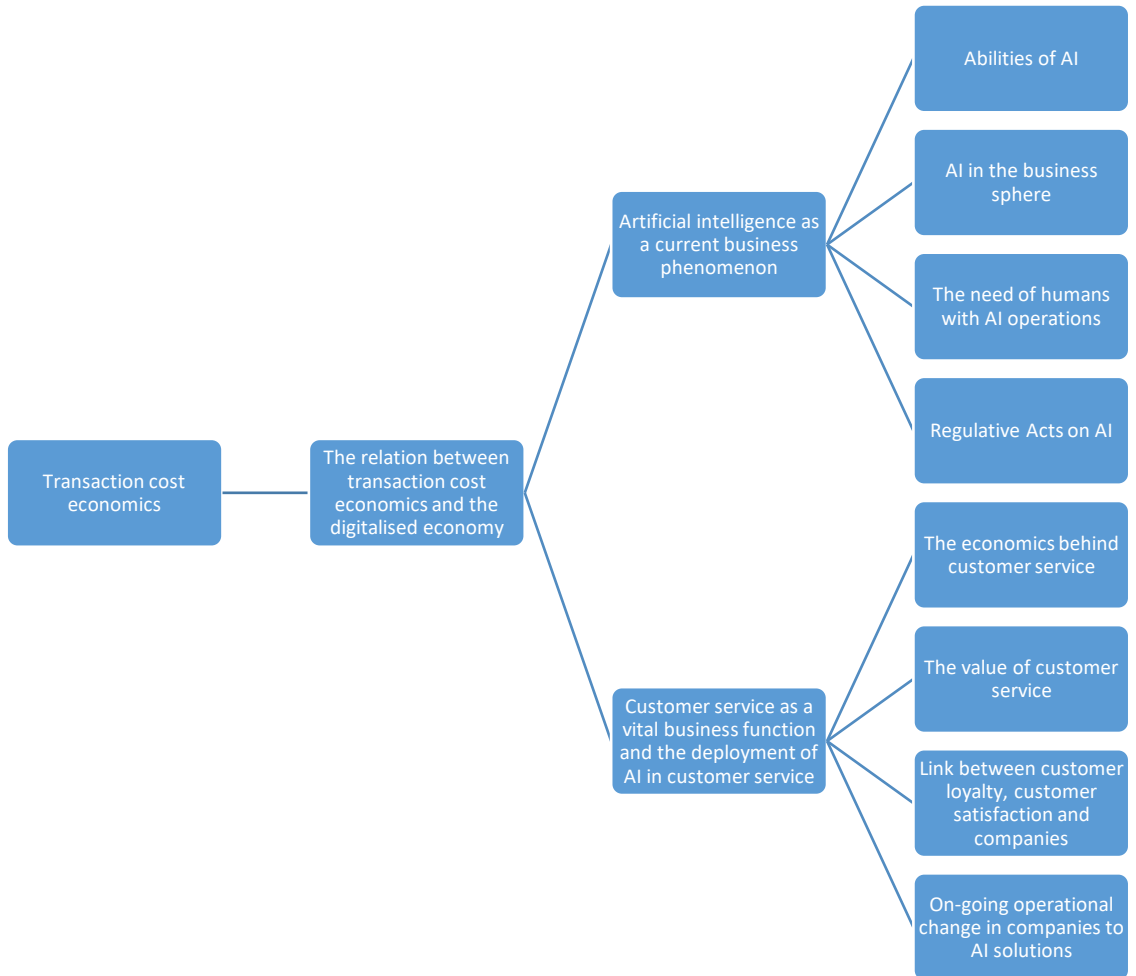 Transaction cost
economics
The relation between
transaction cost
economics and the
digitalised economy
Artificial intelligence as
a current business
phenomenon
Abilities of AI
AI in the business
sphere
The need of humans
with AI operations
Regulative Acts on AI
Customer service as a
vital business function
and the deployment of
AI in customer service
The economics behind
customer service
The value of customer
service
Link between customer
loyalty, customer
satisfaction and
companies
On-going operational
change in companies to
AI solutions